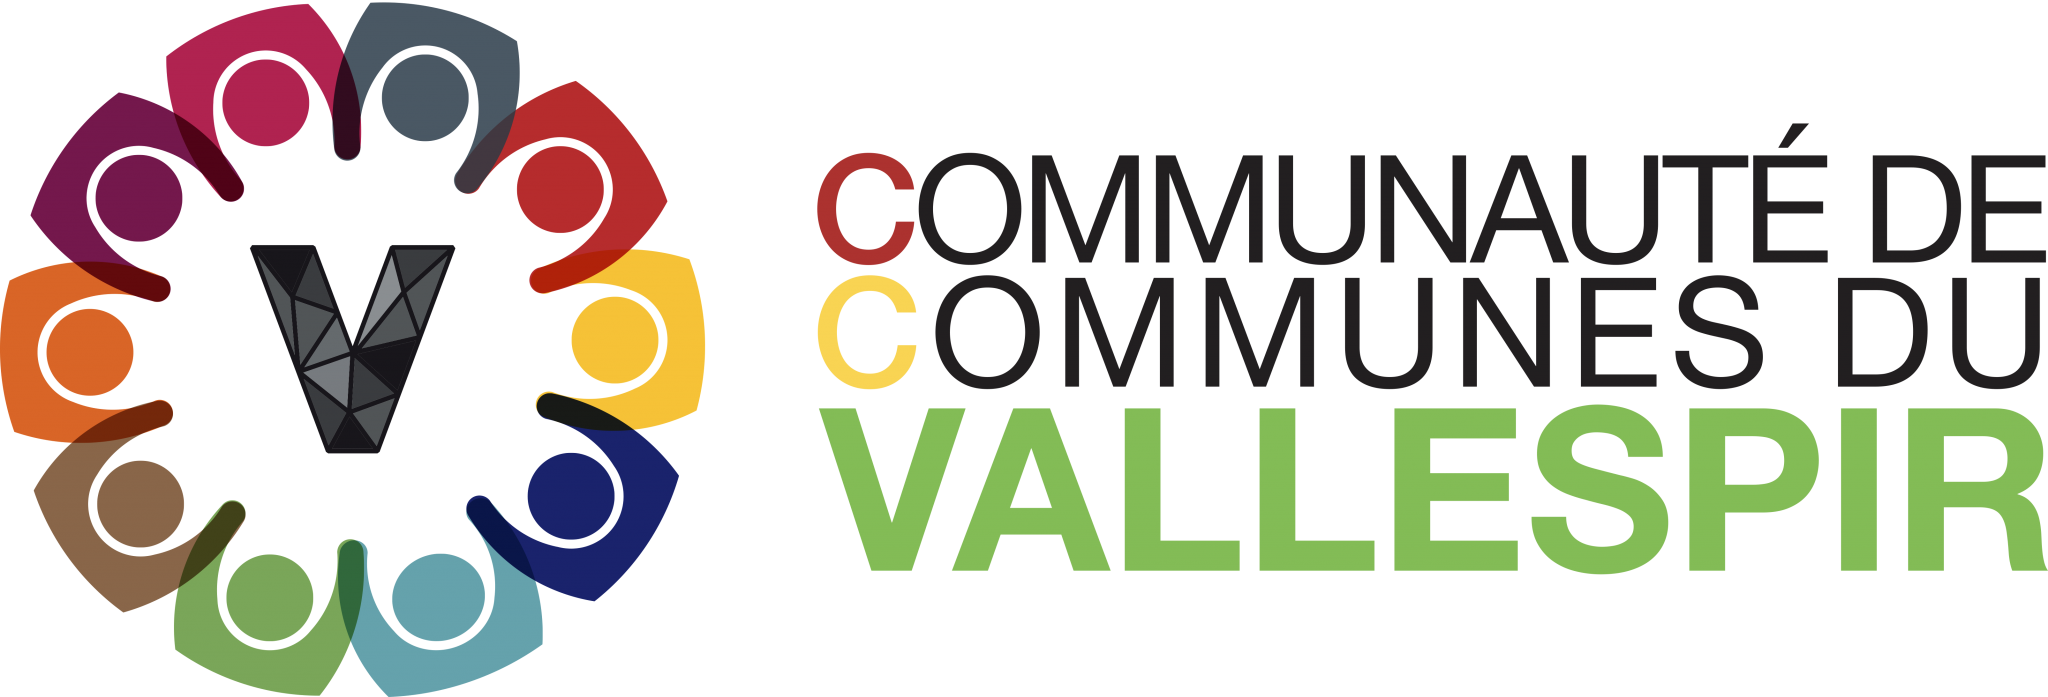 V
COMMUNAUTÉ DE
COMMUNES DU
VALLESPIR